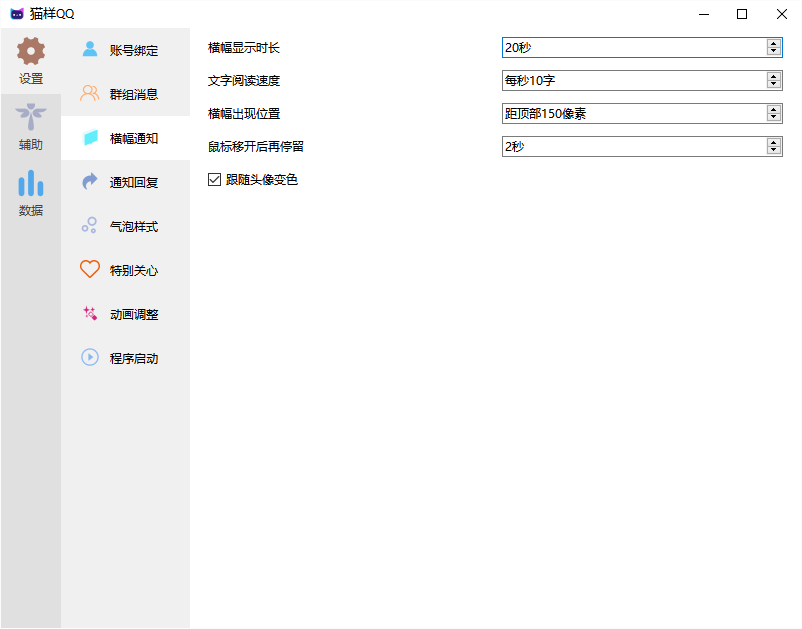 猫样QQ
设置
辅助
数据
账号绑定
群组消息
横幅通知
通知回复
气泡样式
特别关心
动画调整
程序启动
横幅显示时长 20秒
文字阅读速度 每秒10字
横幅出现位置 距顶部150像素
鼠标移开后再停留 2秒
跟随头像变色